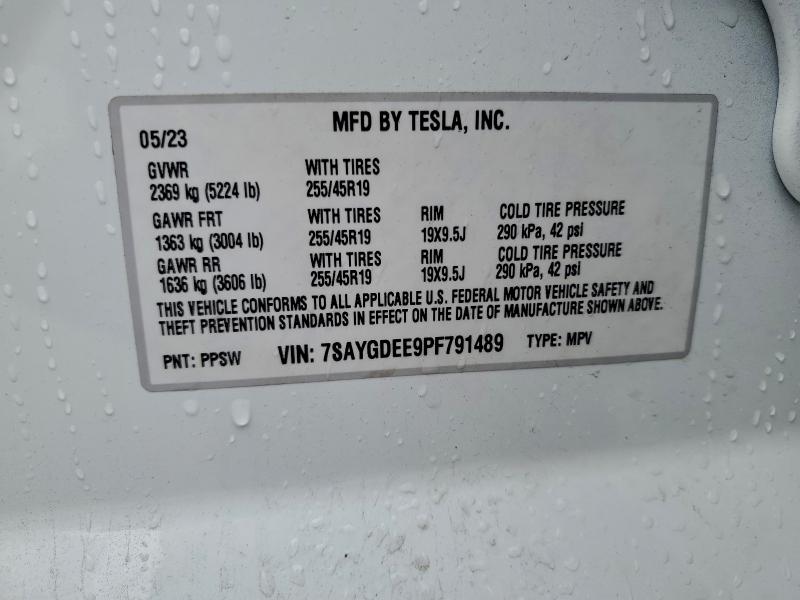 MFD BY TESLA, INC.
05/23
GVWR WITH TIRES
2369 kg (5224 lb) 255/45R19
GAWR FRT WITH TIRES RIM COLD TIRE PRESSURE
1363 kg (3004 lb) 255/45R19 19X9.5J 290 kPa, 42 psi
GAWR RR WITH TIRES RIM COLD TIRE PRESSURE
1636 kg (3606 lb) 255/45R19 19X9.5J 290 kPa, 42 psi
THIS VEHICLE CONFORMS TO ALL APPLICABLE U.S. FEDERAL MOTOR VEHICLE SAFETY AND
THEFT PREVENTION STANDARDS IN EFFECT ON THE DATE OF MANUFACTURE SHOWN ABOVE.
PNT: PPSW VIN: 7SAYGDEE9PF791489 TYPE: MPV